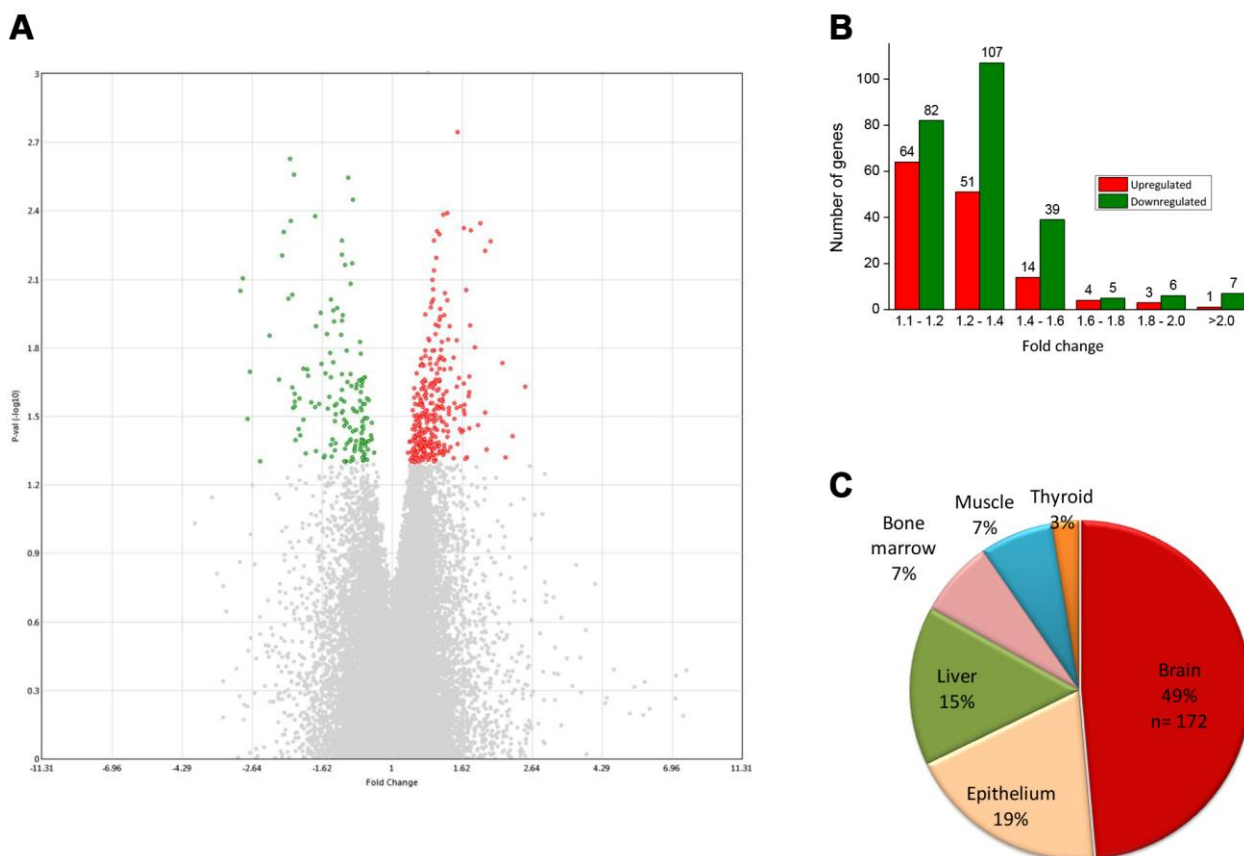 A
3
2.7
2.4
2.1
1.8
1.5
1.2
0.9
0.6
0.3
0
P-val (-log10)
-11.31 -6.96 -4.29 -2.64 -1.62 1 1.62 2.64 4.29 6.96 11.31
Fold Change
B
100
80
60
40
20
0
Number of genes
64 82 51 107 14 39 4 5 3 6 1 7
Upregulated
Downregulated
1.1 - 1.2 1.2 - 1.4 1.4 - 1.6 1.6 - 1.8 1.8 - 2.0 >2.0
Fold change
C
Thyroid
3%
Muscle
7%
Bone
marrow
7%
Liver
15%
Brain
49%
n= 172
Epithelium
19%